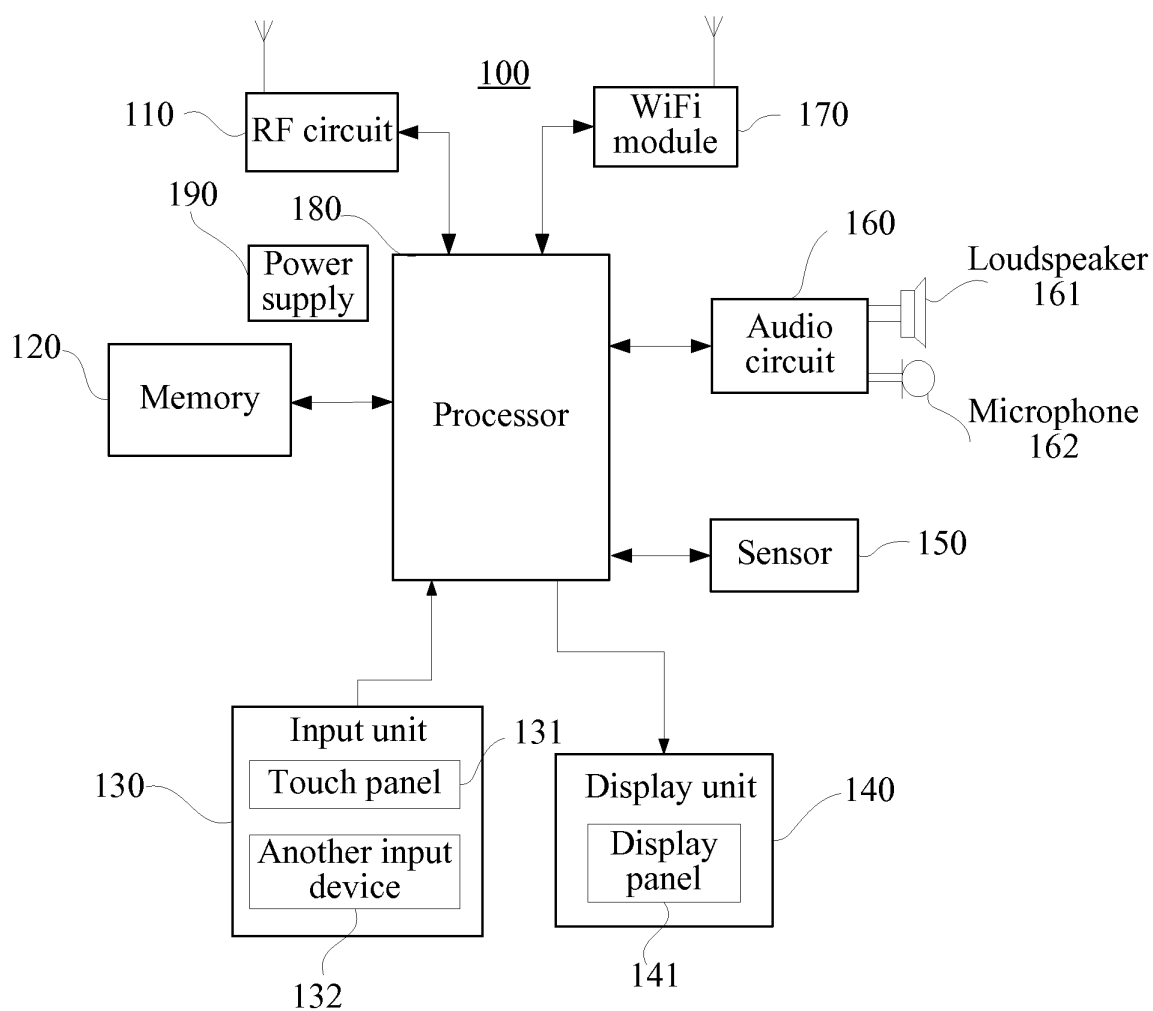 100
110
RF circuit
WiFi
module
170
190
180
160
Power
supply
Loudspeaker
161
120
Memory
Processor
Audio
circuit
Microphone
162
Sensor
150
Input unit
131
130
Touch panel
Another input
device
132
Display unit
140
Display
panel
141